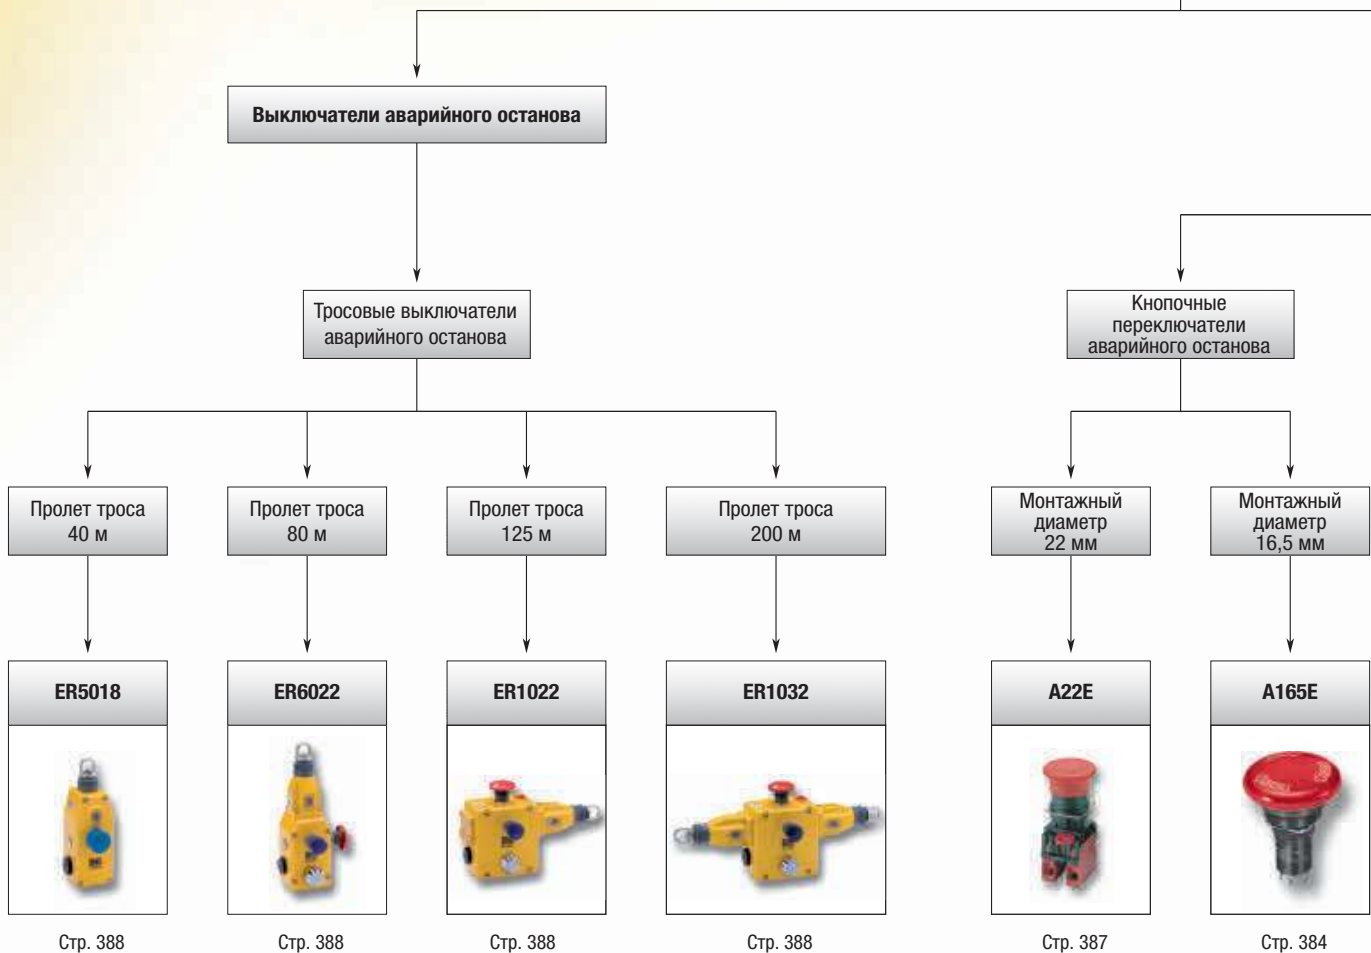 Выключатели аварийного останова
Тросовые выключатели
аварийного останова
Кнопочные
переключатели
аварийного останова
Пролет троса
40 м
Пролет троса
80 м
Пролет троса
125 м
Пролет троса
200 м
Монтажный
диаметр
22 мм
Монтажный
диаметр
16,5 мм
ER5018
ER6022
ER1022
ER1032
A22E
A165E
Стр. 388
Стр. 388
Стр. 388
Стр. 388
Стр. 387
Стр. 384